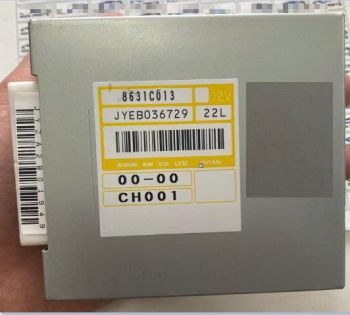 8631C013 12V
JYEB036729 22L
AISIN AW CO. LTD. JAPAN
00-00
CH001